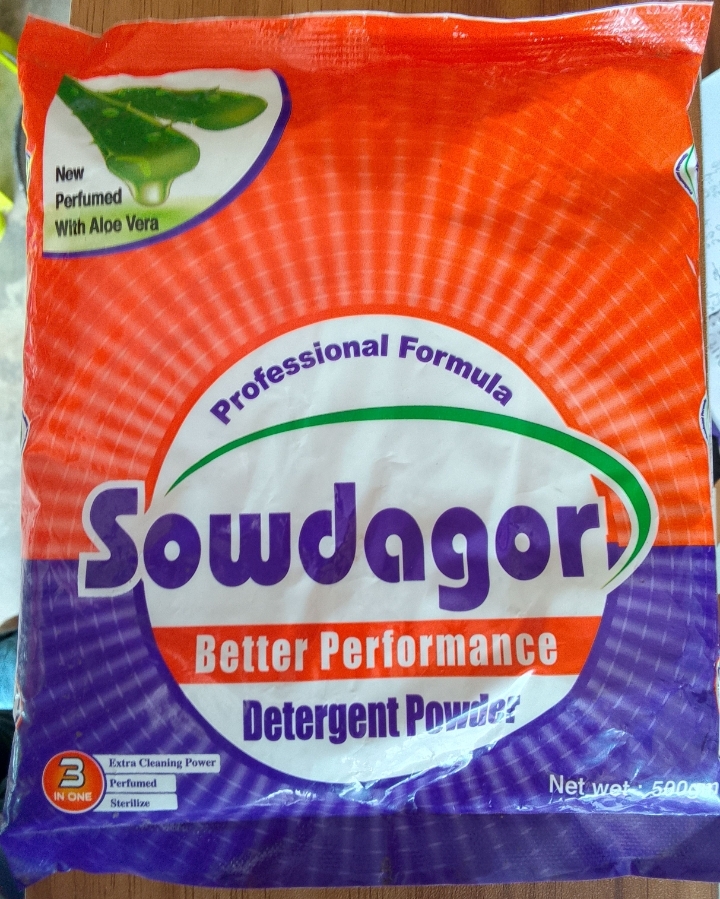 New
Perfumed
With Aloe Vera
Professional Formula
Sowdagor
Better Performance
Detergent Powder
3
IN ONE
Extra Cleaning Power
Perfumed
Sterilize
Net wet : 500gm